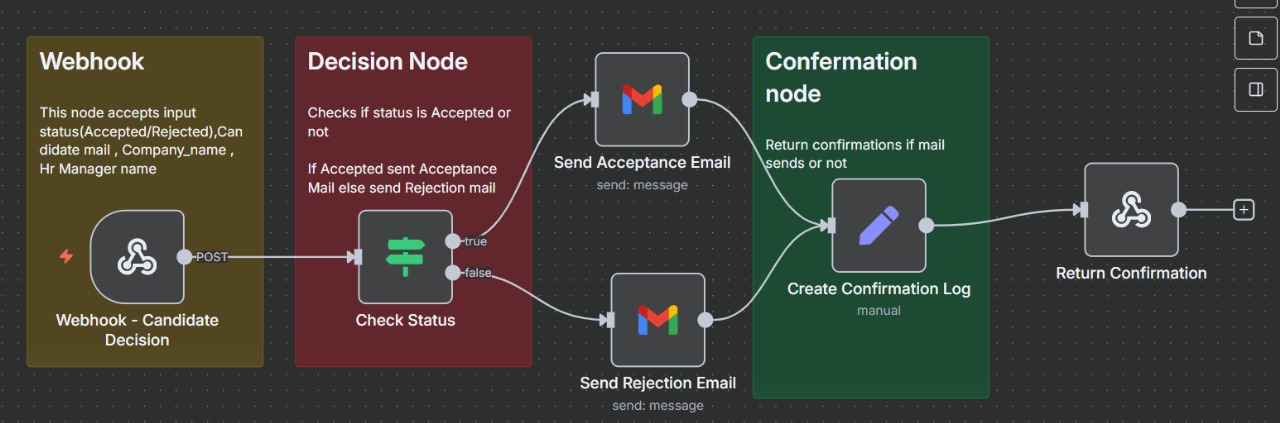 Webhook
This node accepts input
status(Accepted/Rejected),Can
didate mail , Company_name ,
Hr Manager name
POST
Webhook - Candidate
Decision
Decision Node
Checks if status is Accepted or
not
If Accepted sent Acceptance
Mail else send Rejection mail
true
false
Check Status
Send Acceptance Email
send: message
Send Rejection Email
send: message
Confermation
node
Return confirmations if mail
sends or not
Create Confirmation Log
manual
Return Confirmation